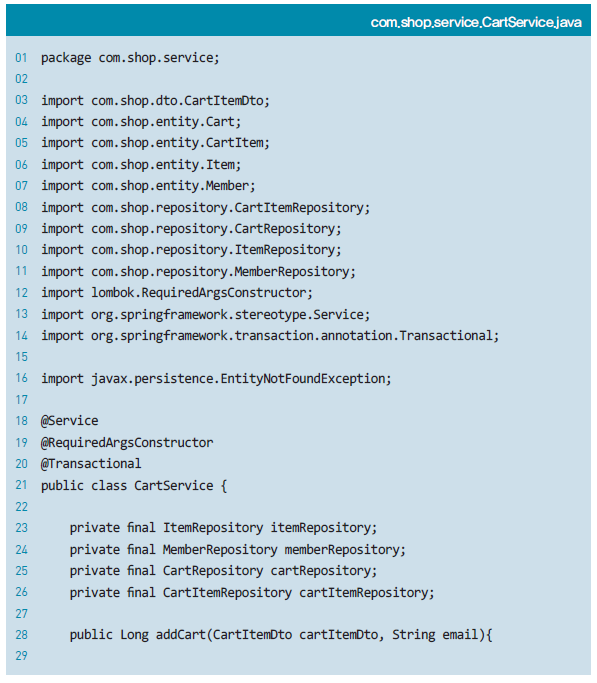 com.shop.service.CartService.java
01 package com.shop.service;
02
03 import com.shop.dto.CartItemDto;
04 import com.shop.entity.Cart;
05 import com.shop.entity.CartItem;
06 import com.shop.entity.Item;
07 import com.shop.entity.Member;
08 import com.shop.repository.CartItemRepository;
09 import com.shop.repository.CartRepository;
10 import com.shop.repository.ItemRepository;
11 import com.shop.repository.MemberRepository;
12 import lombok.RequiredArgsConstructor;
13 import org.springframework.stereotype.Service;
14 import org.springframework.transaction.annotation.Transactional;
15
16 import javax.persistence.EntityNotFoundException;
17
18 @Service
19 @RequiredArgsConstructor
20 @Transactional
21 public class CartService {
22
23     private final ItemRepository itemRepository;
24     private final MemberRepository memberRepository;
25     private final CartRepository cartRepository;
26     private final CartItemRepository cartItemRepository;
27
28     public Long addCart(CartItemDto cartItemDto, String email){
29